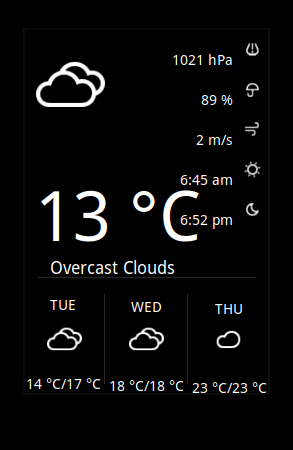 1021 hPa
89 %
2 m/s
6:45 am
13 °C
6:52 pm
Overcast Clouds
TUE
WED
THU
14 °C/17 °C
18 °C/18 °C
23 °C/23 °C